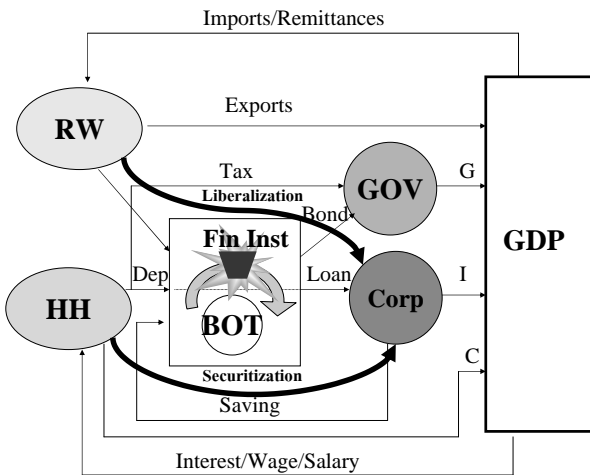 Imports/Remittances
RW
Exports
Tax
Liberalization
GOV
G
Bond
Fin Inst
GDP
Dep
Loan
I
HH
BOT
Corp
C
Securitization
Saving
Interest/Wage/Salary